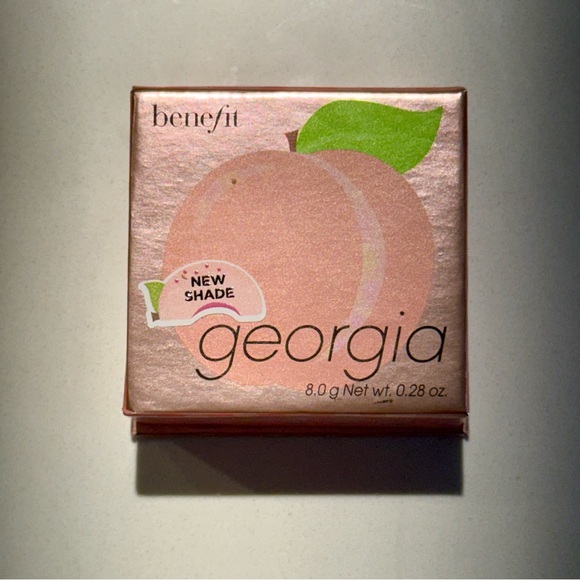 benefit
NEW
SHADE
georgia
8.0 g Net wt. 0.28 oz.